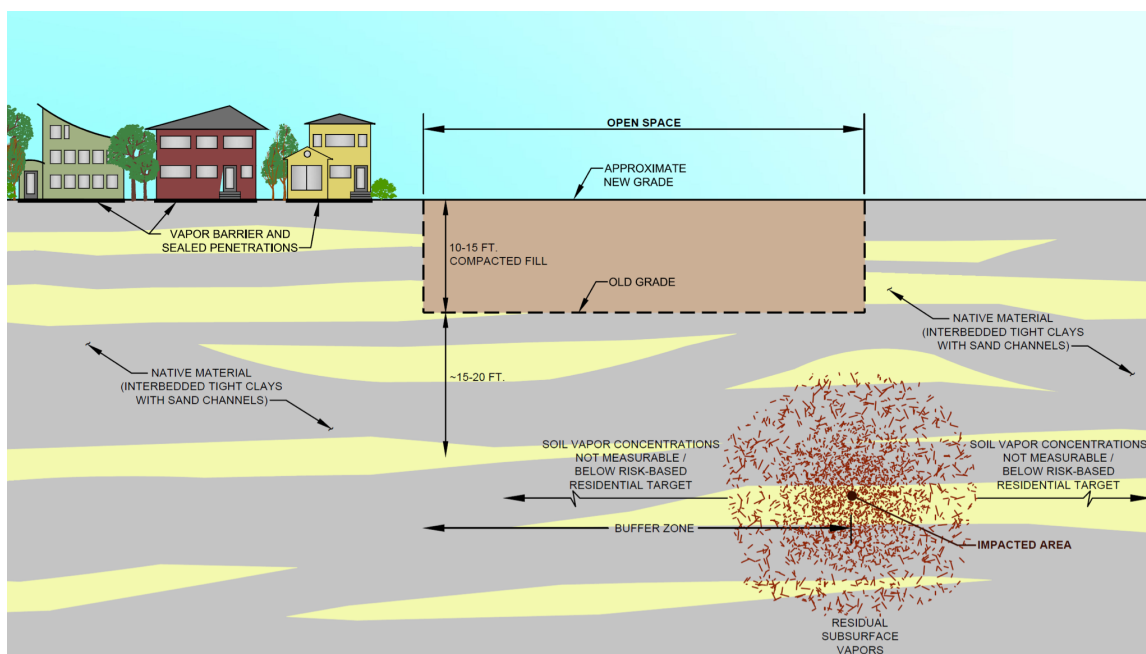 OPEN SPACE
APPROXIMATE
NEW GRADE
VAPOR BARRIER AND
SEALED PENETRATIONS
10-15 FT.
COMPACTED FILL
OLD GRADE
NATIVE MATERIAL
(INTERBEDDED TIGHT CLAYS
WITH SAND CHANNELS)
NATIVE MATERIAL
(INTERBEDDED TIGHT CLAYS
WITH SAND CHANNELS)
~15-20 FT.
SOIL VAPOR CONCENTRATIONS
NOT MEASURABLE /
BELOW RISK-BASED
RESIDENTIAL TARGET
SOIL VAPOR CONCENTRATIONS
NOT MEASURABLE /
BELOW RISK-BASED
RESIDENTIAL TARGET
BUFFER ZONE
IMPACTED AREA
RESIDUAL
SUBSURFACE
VAPORS